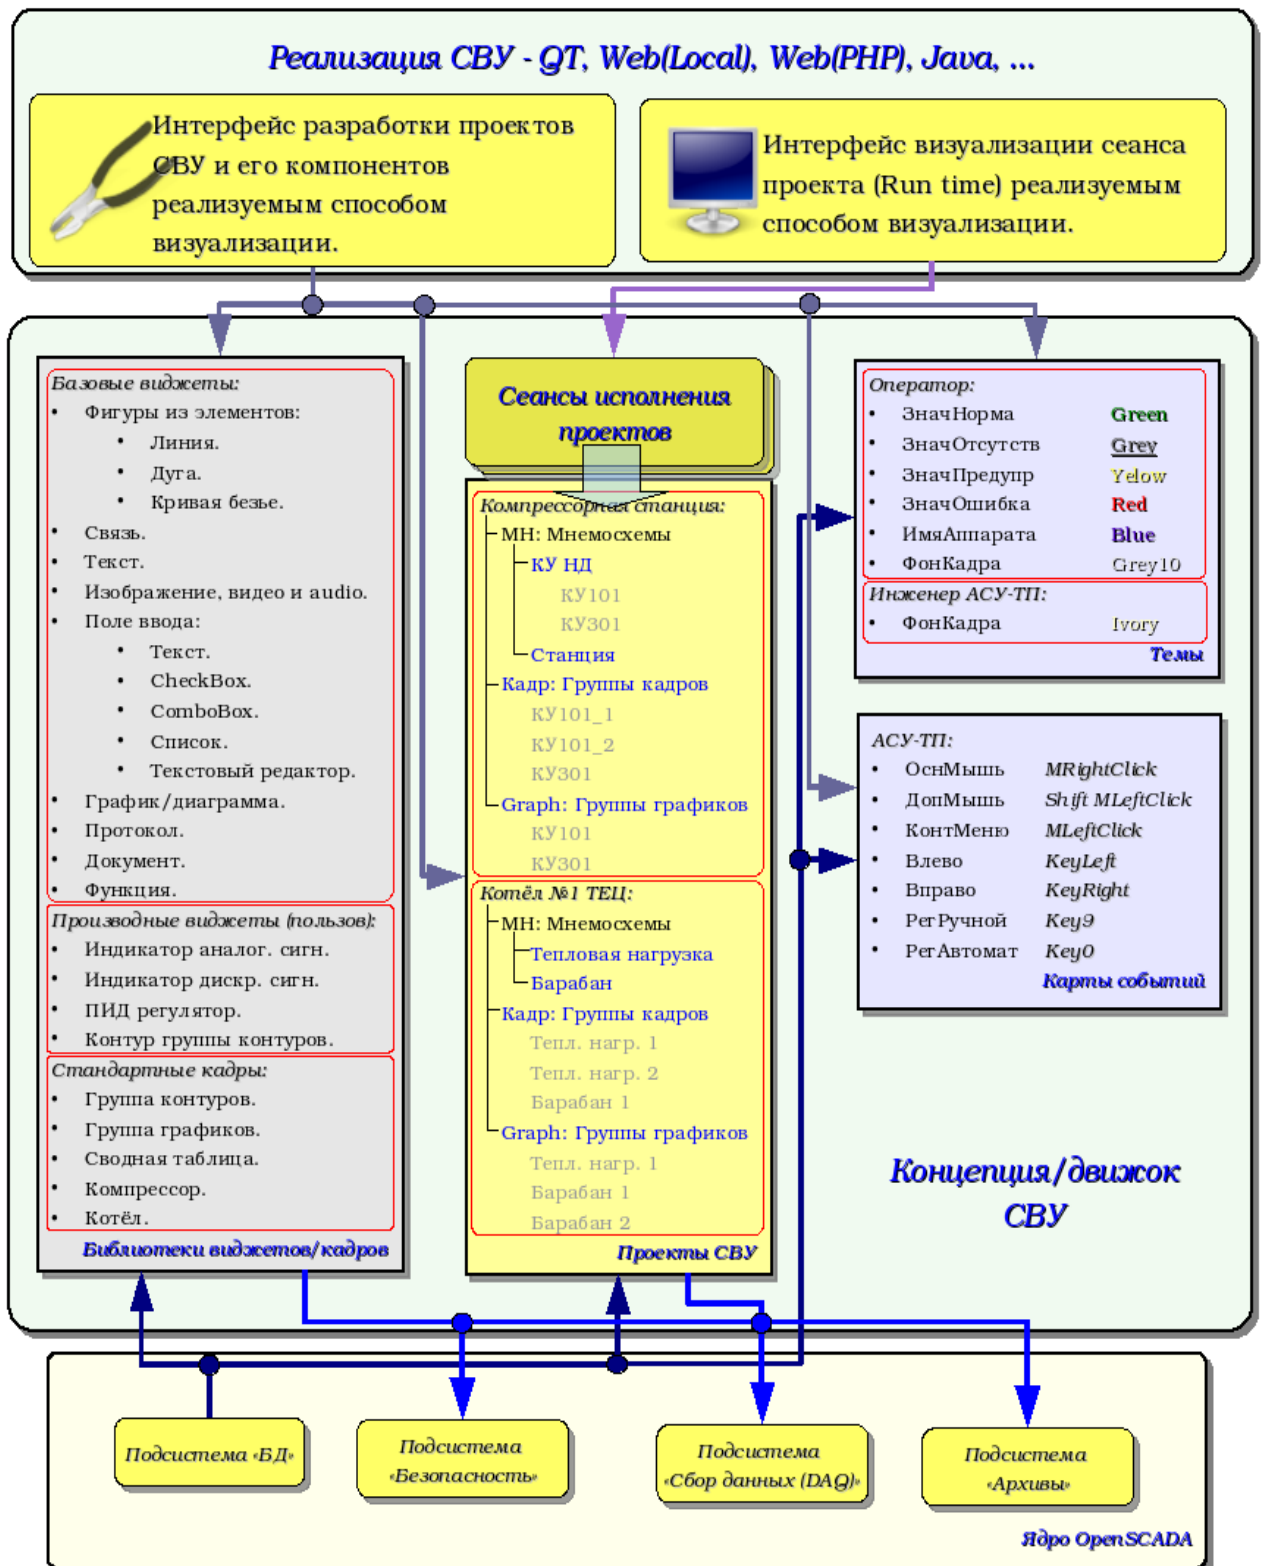 Реализация СВУ - QT, Web(Local), Web(PHP), Java, ...
Интерфейс разработки проектов
СВУ и его компонентов
реализуемым способом
визуализации.
Интерфейс визуализации сеанса
проекта (Run time) реализуемым
способом визуализации.
Базовые виджеты:
• Фигуры из элементов:
• Линия.
• Дуга.
• Кривая безье.
• Связь.
• Текст.
• Изображение, видео и audio.
• Поле ввода:
• Текст.
• CheckBox.
• ComboBox.
• Список.
• Текстовый редактор.
• График/диаграмма.
• Протокол.
• Документ.
• Функция.
Производные виджеты (пользов):
• Индикатор аналог. сигн.
• Индикатор дискр. сигн.
• ПИД регулятор.
• Контур группы контуров.
Стандартные кадры:
• Группа контуров.
• Группа графиков.
• Сводная таблица.
• Компрессор.
• Котёл.
Библиотеки виджетов/кадров
Сеансы исполнения
проектов
Компрессорная станция:
МН: Мнемосхемы
КУ НД
КУ101
КУ301
Станция
Кадр: Группы кадров
КУ101_1
КУ101_2
КУ301
Graph: Группы графиков
КУ101
КУ301
Котёл №1 ТЕЦ:
МН: Мнемосхемы
Тепловая нагрузка
Барабан
Кадр: Группы кадров
Тепл. нагр. 1
Тепл. нагр. 2
Барабан 1
Graph: Группы графиков
Тепл. нагр. 1
Барабан 1
Барабан 2
Проекты СВУ
Оператор:
• ЗначНорма Green
• ЗначОтсутств Grey
• ЗначПредупр Yelow
• ЗначОшибка Red
• ИмяАппарата Blue
• ФонКадра Grey10
Инженер АСУ-ТП:
• ФонКадра Ivory
Темы
АСУ-ТП:
• ОснМышь MRightClick
• ДопМышь Shift MLeftClick
• КонтМеню MLeftClick
• Влево KeyLeft
• Вправо KeyRight
• РегРучной Key9
• РегАвтомат Key0
Карты событий
Концепция/движок
СВУ
Подсистема «БД»
Подсистема
«Безопасность»
Подсистема
«Сбор данных (DAQ)»
Подсистема
«Архивы»
Ядро OpenSCADA